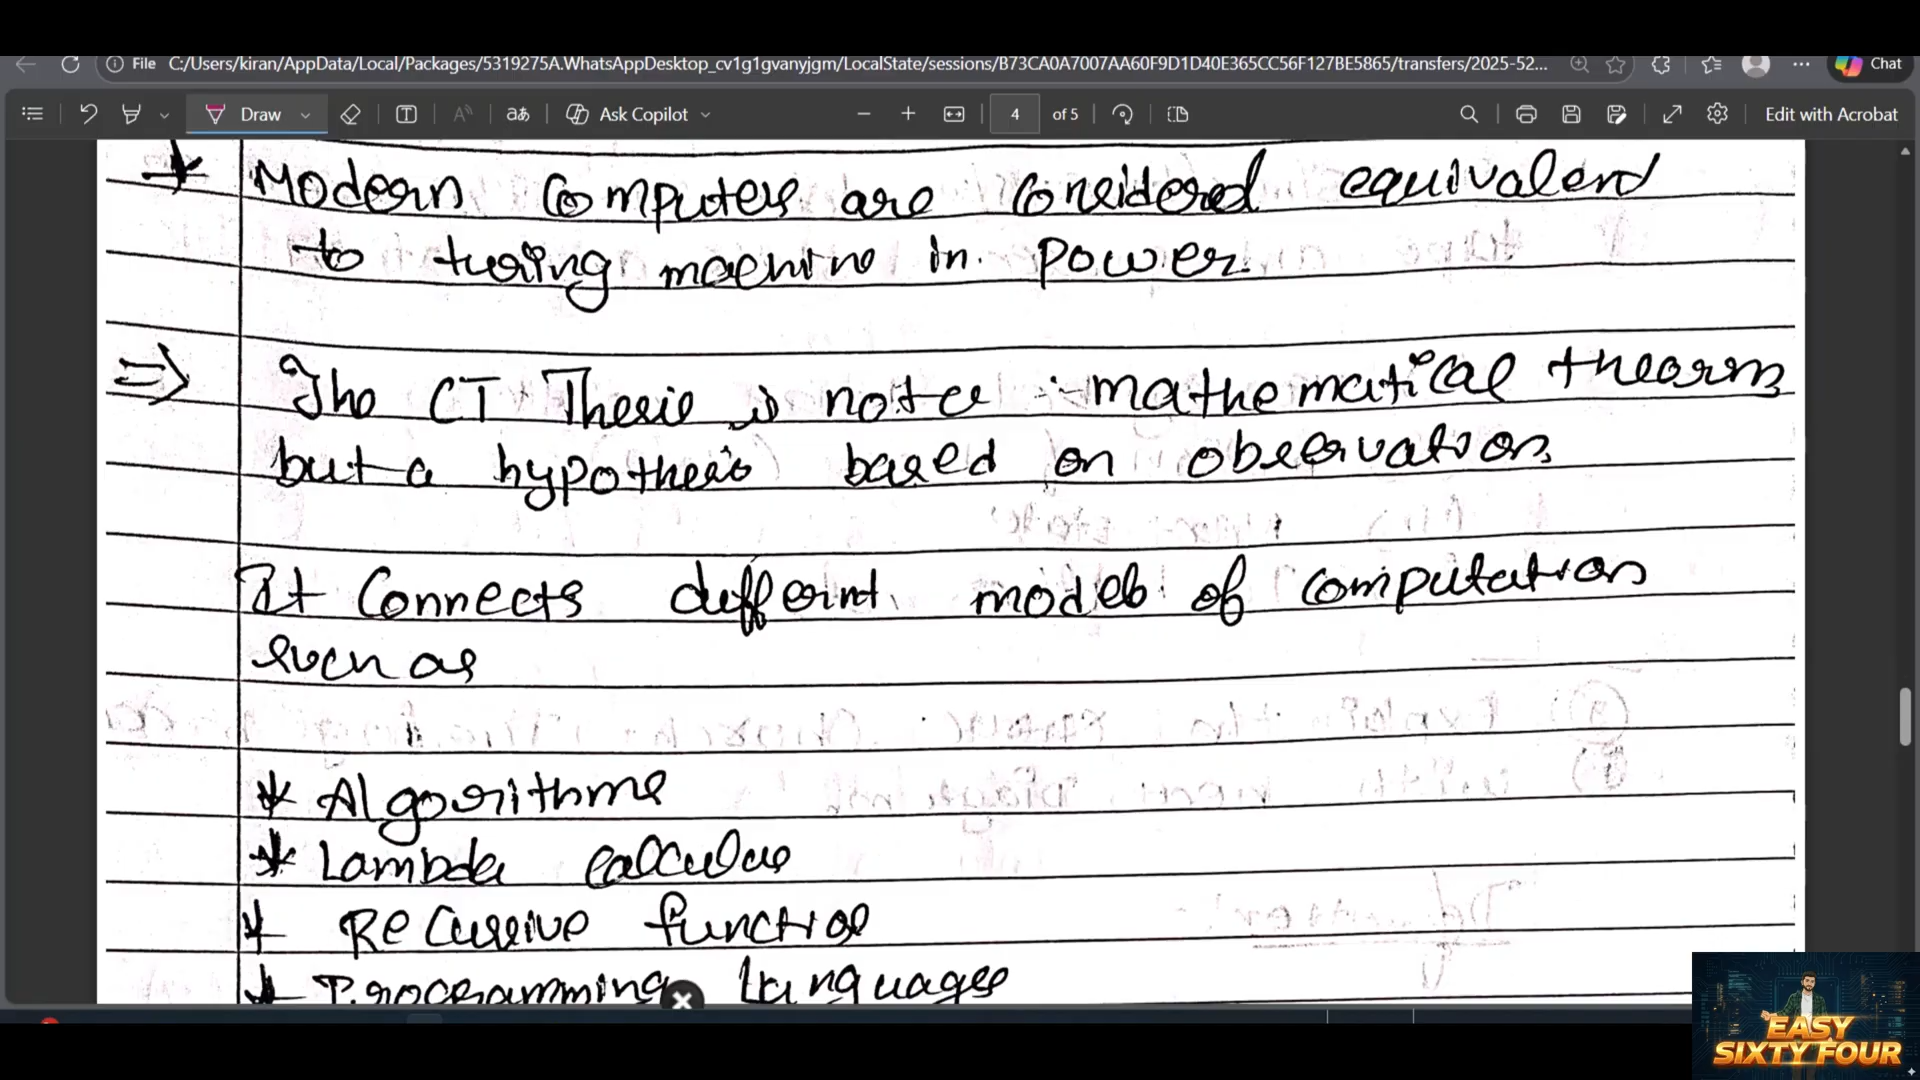 File C:/Users/kiran/AppData/Local/Packages/5319275A.WhatsAppDesktop_cv1g1gvanyjgm/LocalState/sessions/B73CA0A7007AA60F9D1D40E365CC56F127BE5865/transfers/2025-52... Chat
Draw aあ Ask Copilot 4 of 5 Edit with Acrobat
Modern Computers are considered equivalent
to turing machine in power.
=> The CT Thesis is not a mathematical theorem
but a hypothesis based on observation
It Connects different models of computation
such as
* Algorithms
* Lambda calculus
* Recursive function
* Programming languages
EASY
SIXTY FOUR